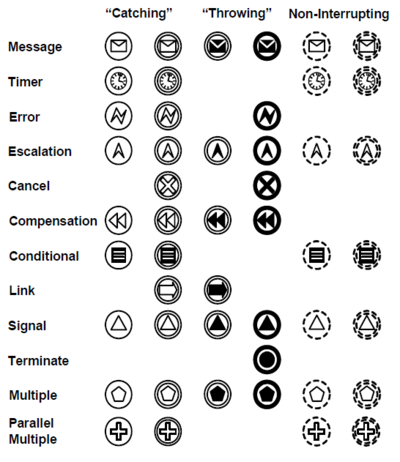 “Catching” “Throwing” Non-Interrupting
Message
Timer
Error
Escalation
Cancel
Compensation
Conditional
Link
Signal
Terminate
Multiple
Parallel
Multiple